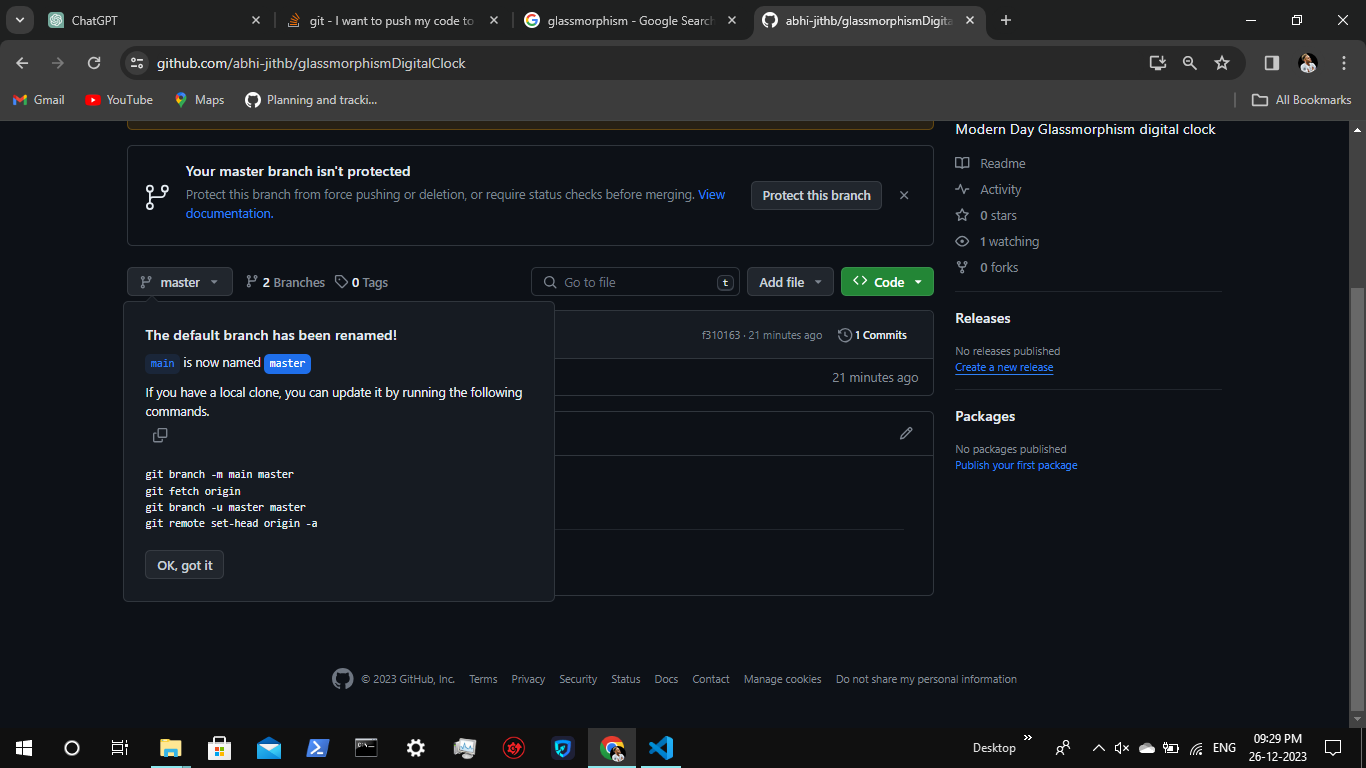 ChatGPT
git - I want to push my code to
glassmorphism - Google Search
abhi-jithb/glassmorphismDigita
github.com/abhi-jithb/glassmorphismDigitalClock
Gmail
YouTube
Maps
Planning and tracki...
All Bookmarks
Your master branch isn't protected
Protect this branch from force pushing or deletion, or require status checks before merging. View
documentation.
Protect this branch
master
2 Branches
0 Tags
Go to file
t
Add file
Code
The default branch has been renamed!
main is now named master
If you have a local clone, you can update it by running the following
commands.
git branch -m main master
git fetch origin
git branch -u master master
git remote set-head origin -a
OK, got it
f310163 · 21 minutes ago
1 Commits
21 minutes ago
Modern Day Glassmorphism digital clock
Readme
Activity
0 stars
1 watching
0 forks
Releases
No releases published
Create a new release
Packages
No packages published
Publish your first package
© 2023 GitHub, Inc.
Terms
Privacy
Security
Status
Docs
Contact
Manage cookies
Do not share my personal information
Desktop
ENG
09:29 PM
26-12-2023